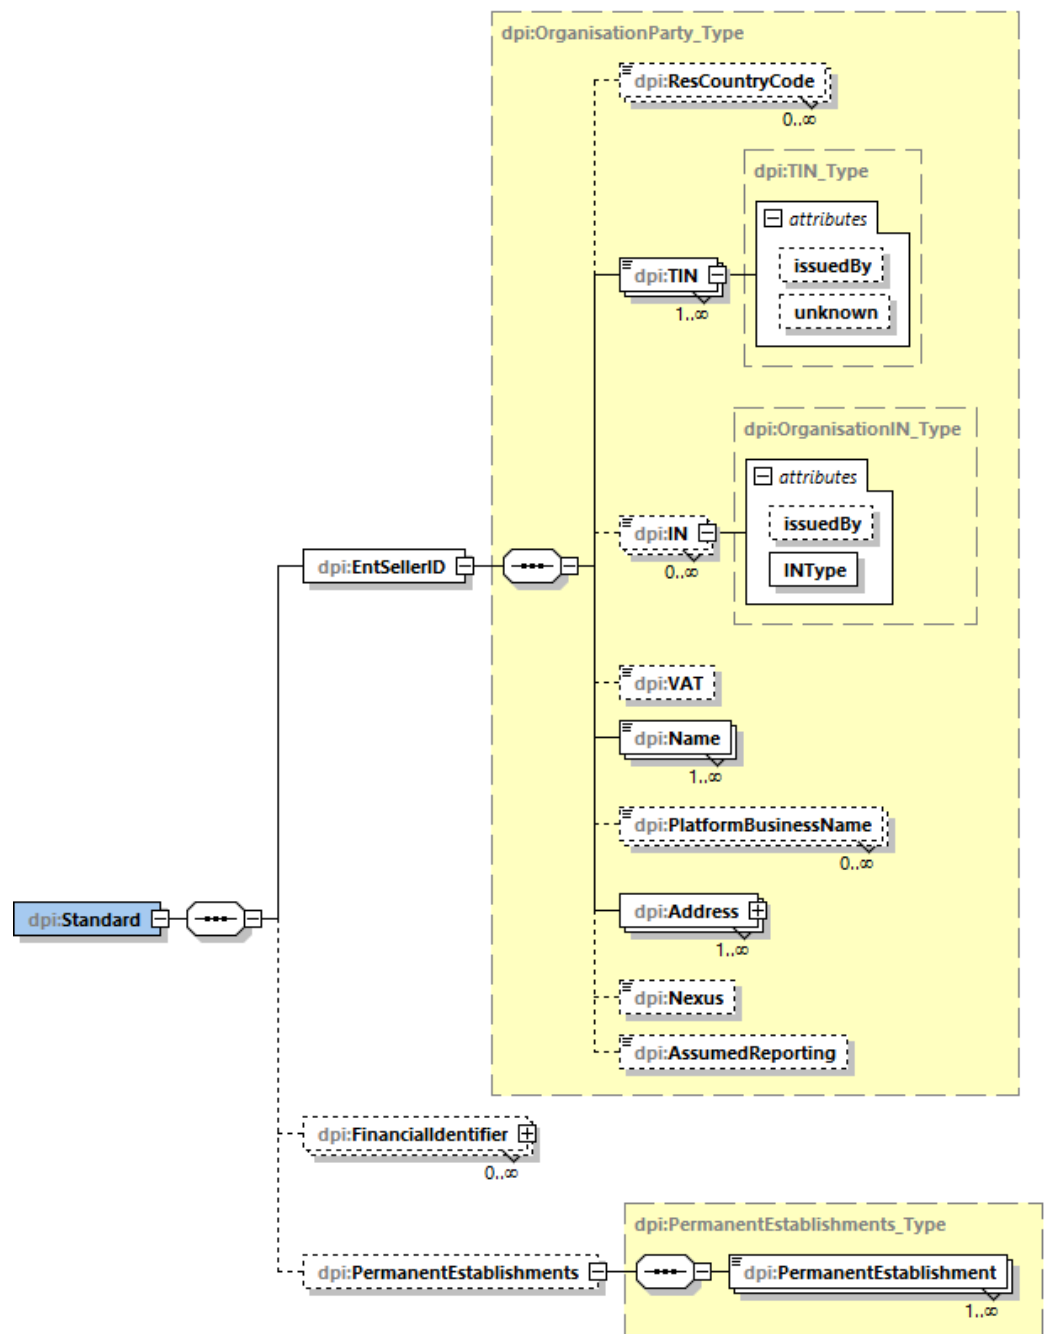 dpi:OrganisationParty_Type
dpi:ResCountryCode
0..∞
dpi:TIN_Type
attributes
issuedBy
unknown
dpi:TIN
1..∞
dpi:OrganisationIN_Type
attributes
issuedBy
INType
dpi:IN
0..∞
dpi:EntSellerID
dpi:VAT
dpi:Name
1..∞
dpi:PlatformBusinessName
0..∞
dpi:Address
1..∞
dpi:Standard
dpi:Nexus
dpi:AssumedReporting
dpi:FinancialIdentifier
0..∞
dpi:PermanentEstablishments_Type
dpi:PermanentEstablishments
dpi:PermanentEstablishment
1..∞